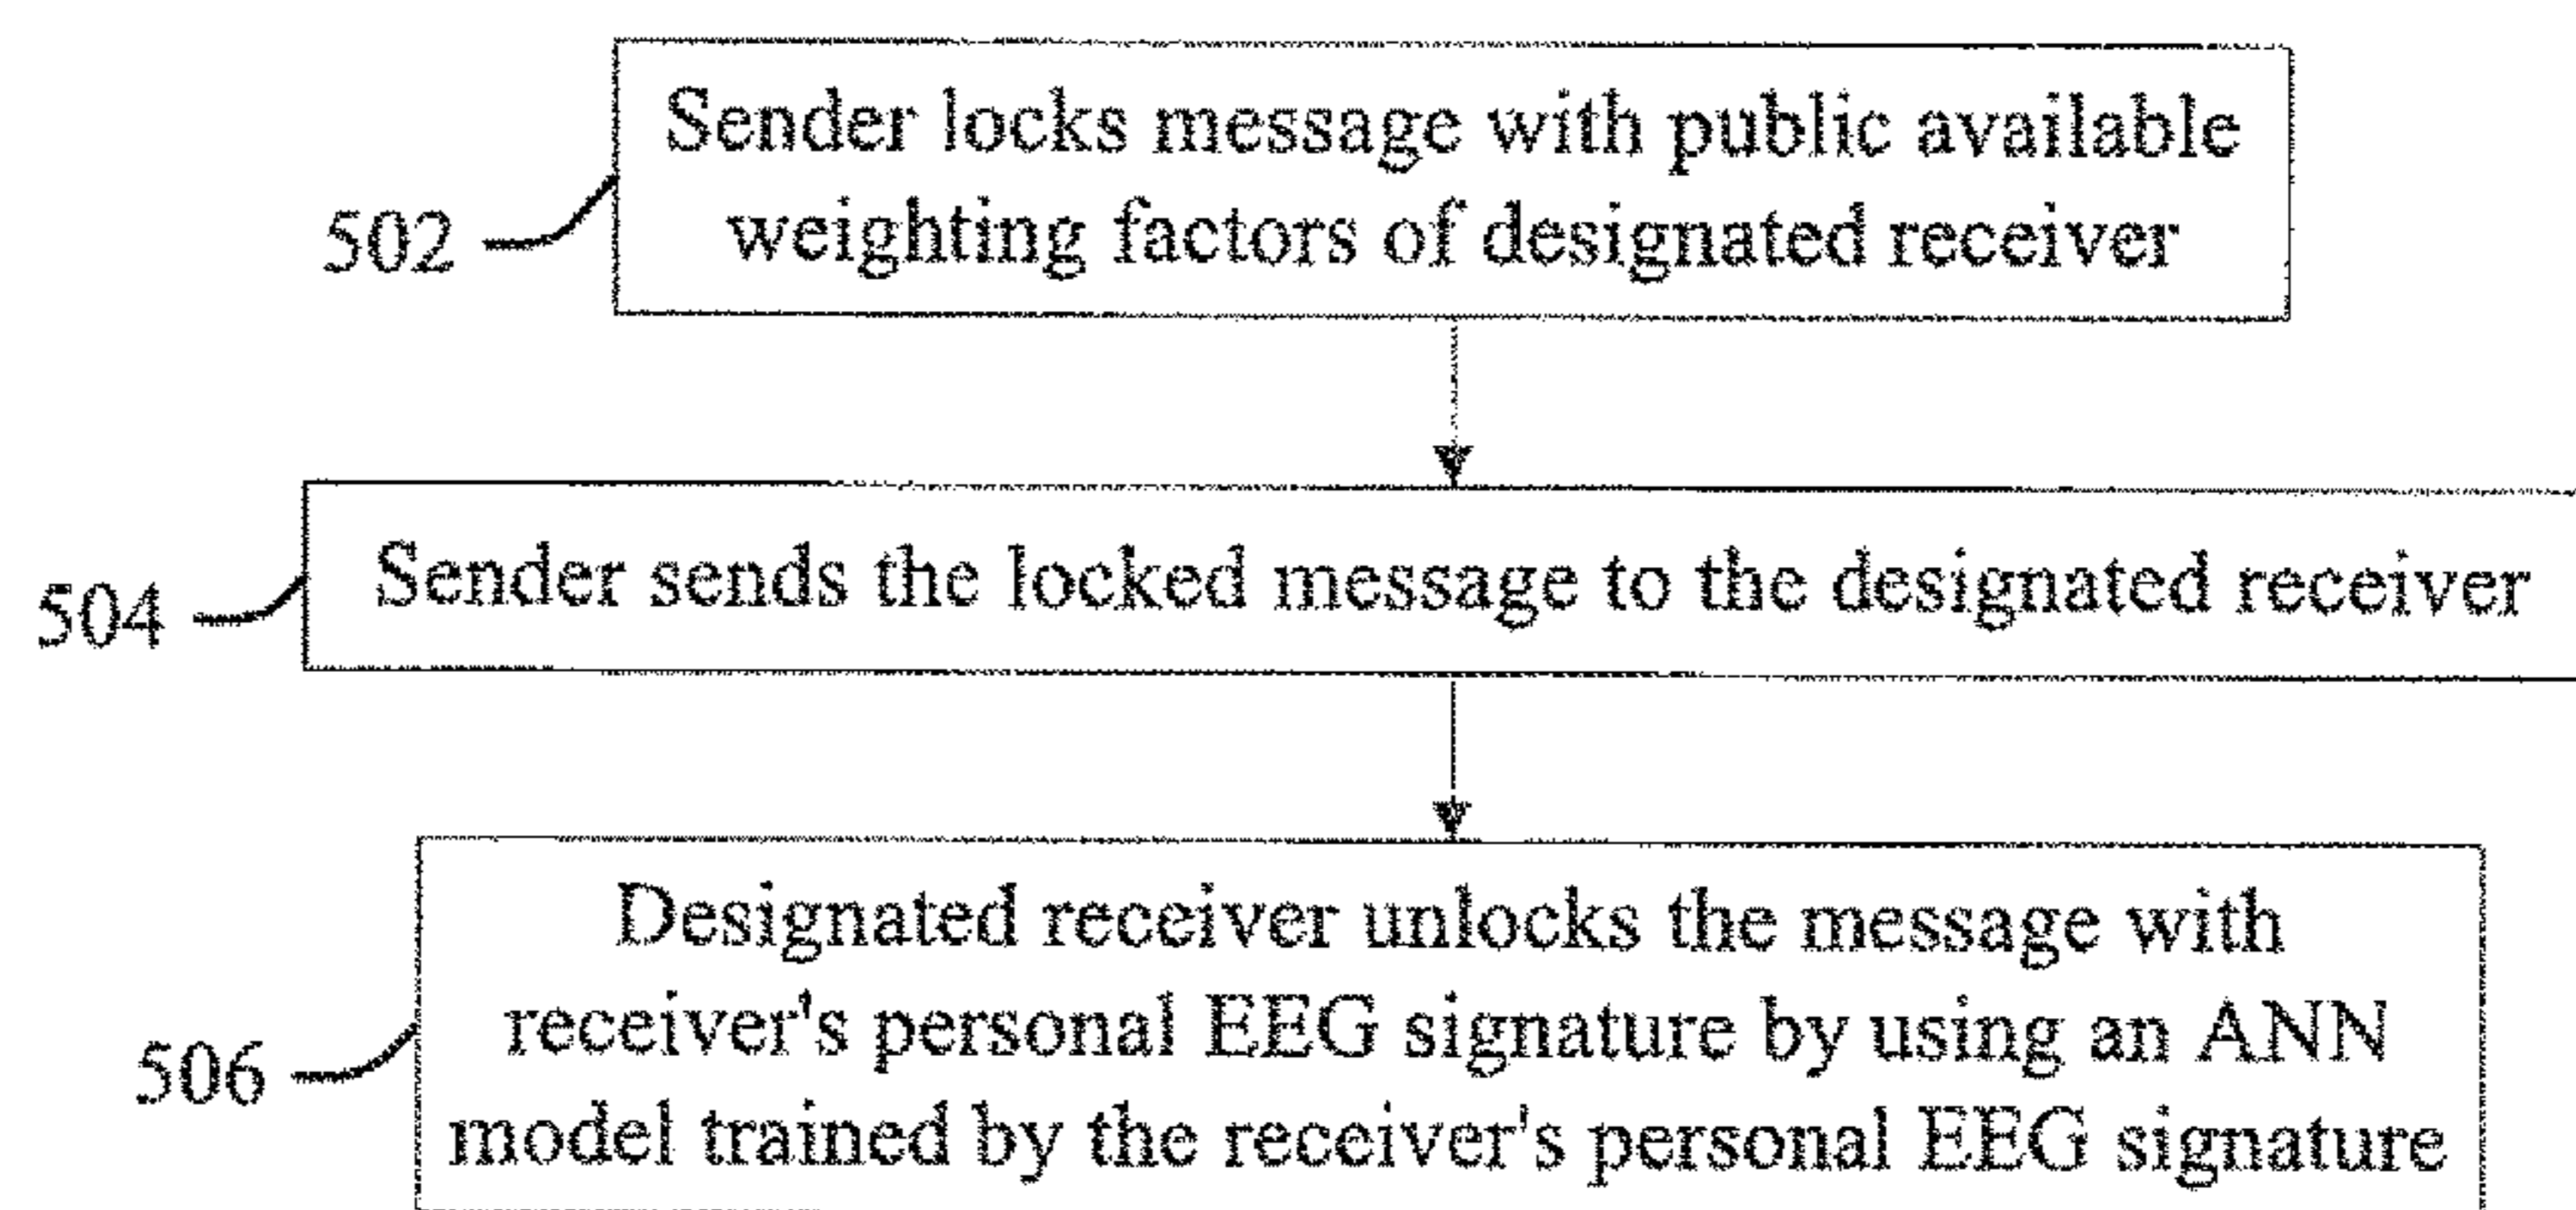 Sender locks message with public available
weighting factors of designated receiver
502
Sender sends the locked message to the designated receiver
504
Designated receiver unlocks the message with
receiver's personal EEG signature by using an ANN
model trained by the receiver's personal EEG signature
506